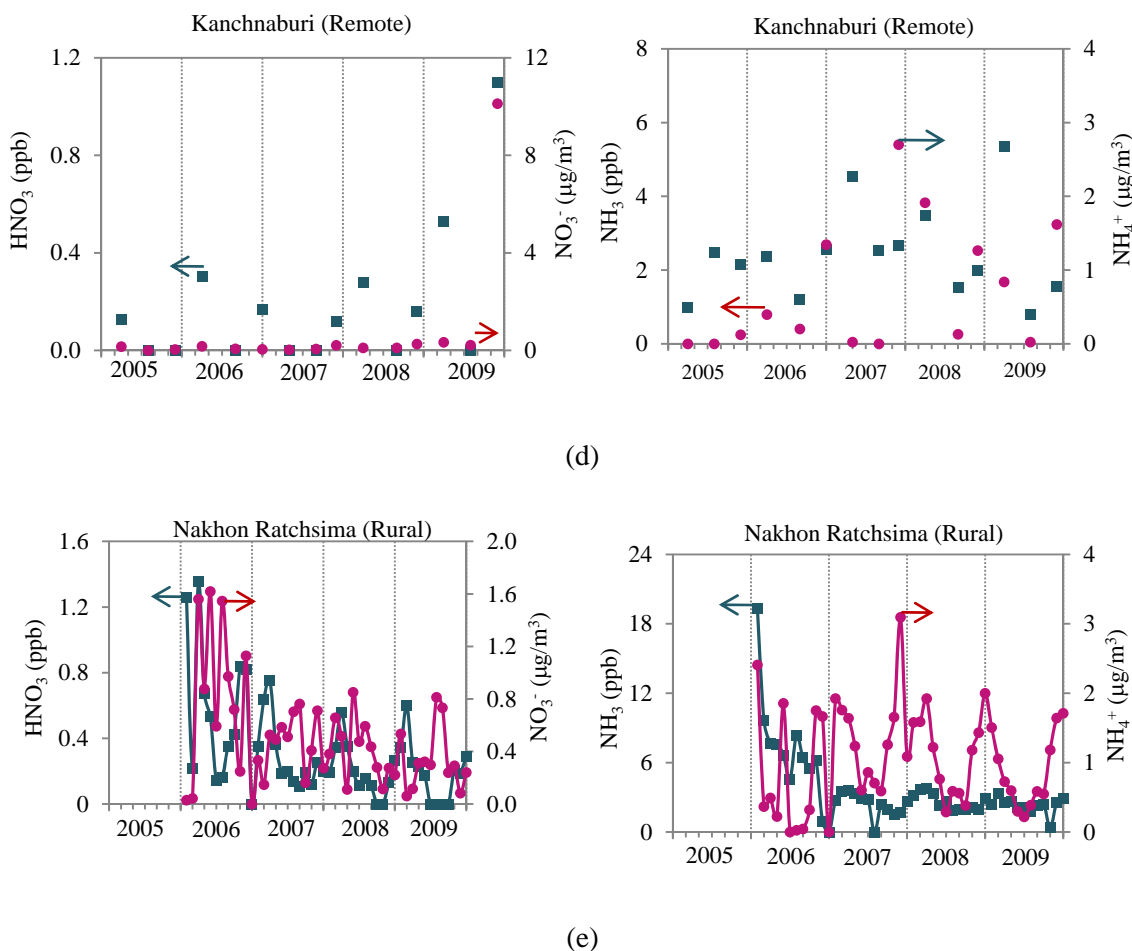 Kanchnaburi (Remote)
1.2
0.8
0.4
0.0
HNO₃ (ppb)
12
8
4
0
NO₃⁻ (µg/m³)
2005 2006 2007 2008 2009
Kanchnaburi (Remote)
8
6
4
2
0
NH₃ (ppb)
4
3
2
1
0
NH₄⁺ (µg/m³)
2005 2006 2007 2008 2009
(d)
Nakhon Ratchsima (Rural)
1.6
1.2
0.8
0.4
0
HNO₃ (ppb)
2.0
1.6
1.2
0.8
0.4
0.0
NO₃⁻ (µg/m³)
2005 2006 2007 2008 2009
Nakhon Ratchsima (Rural)
24
18
12
6
0
NH₃ (ppb)
4
3
2
1
0
NH₄⁺ (µg/m³)
2005 2006 2007 2008 2009
(e)